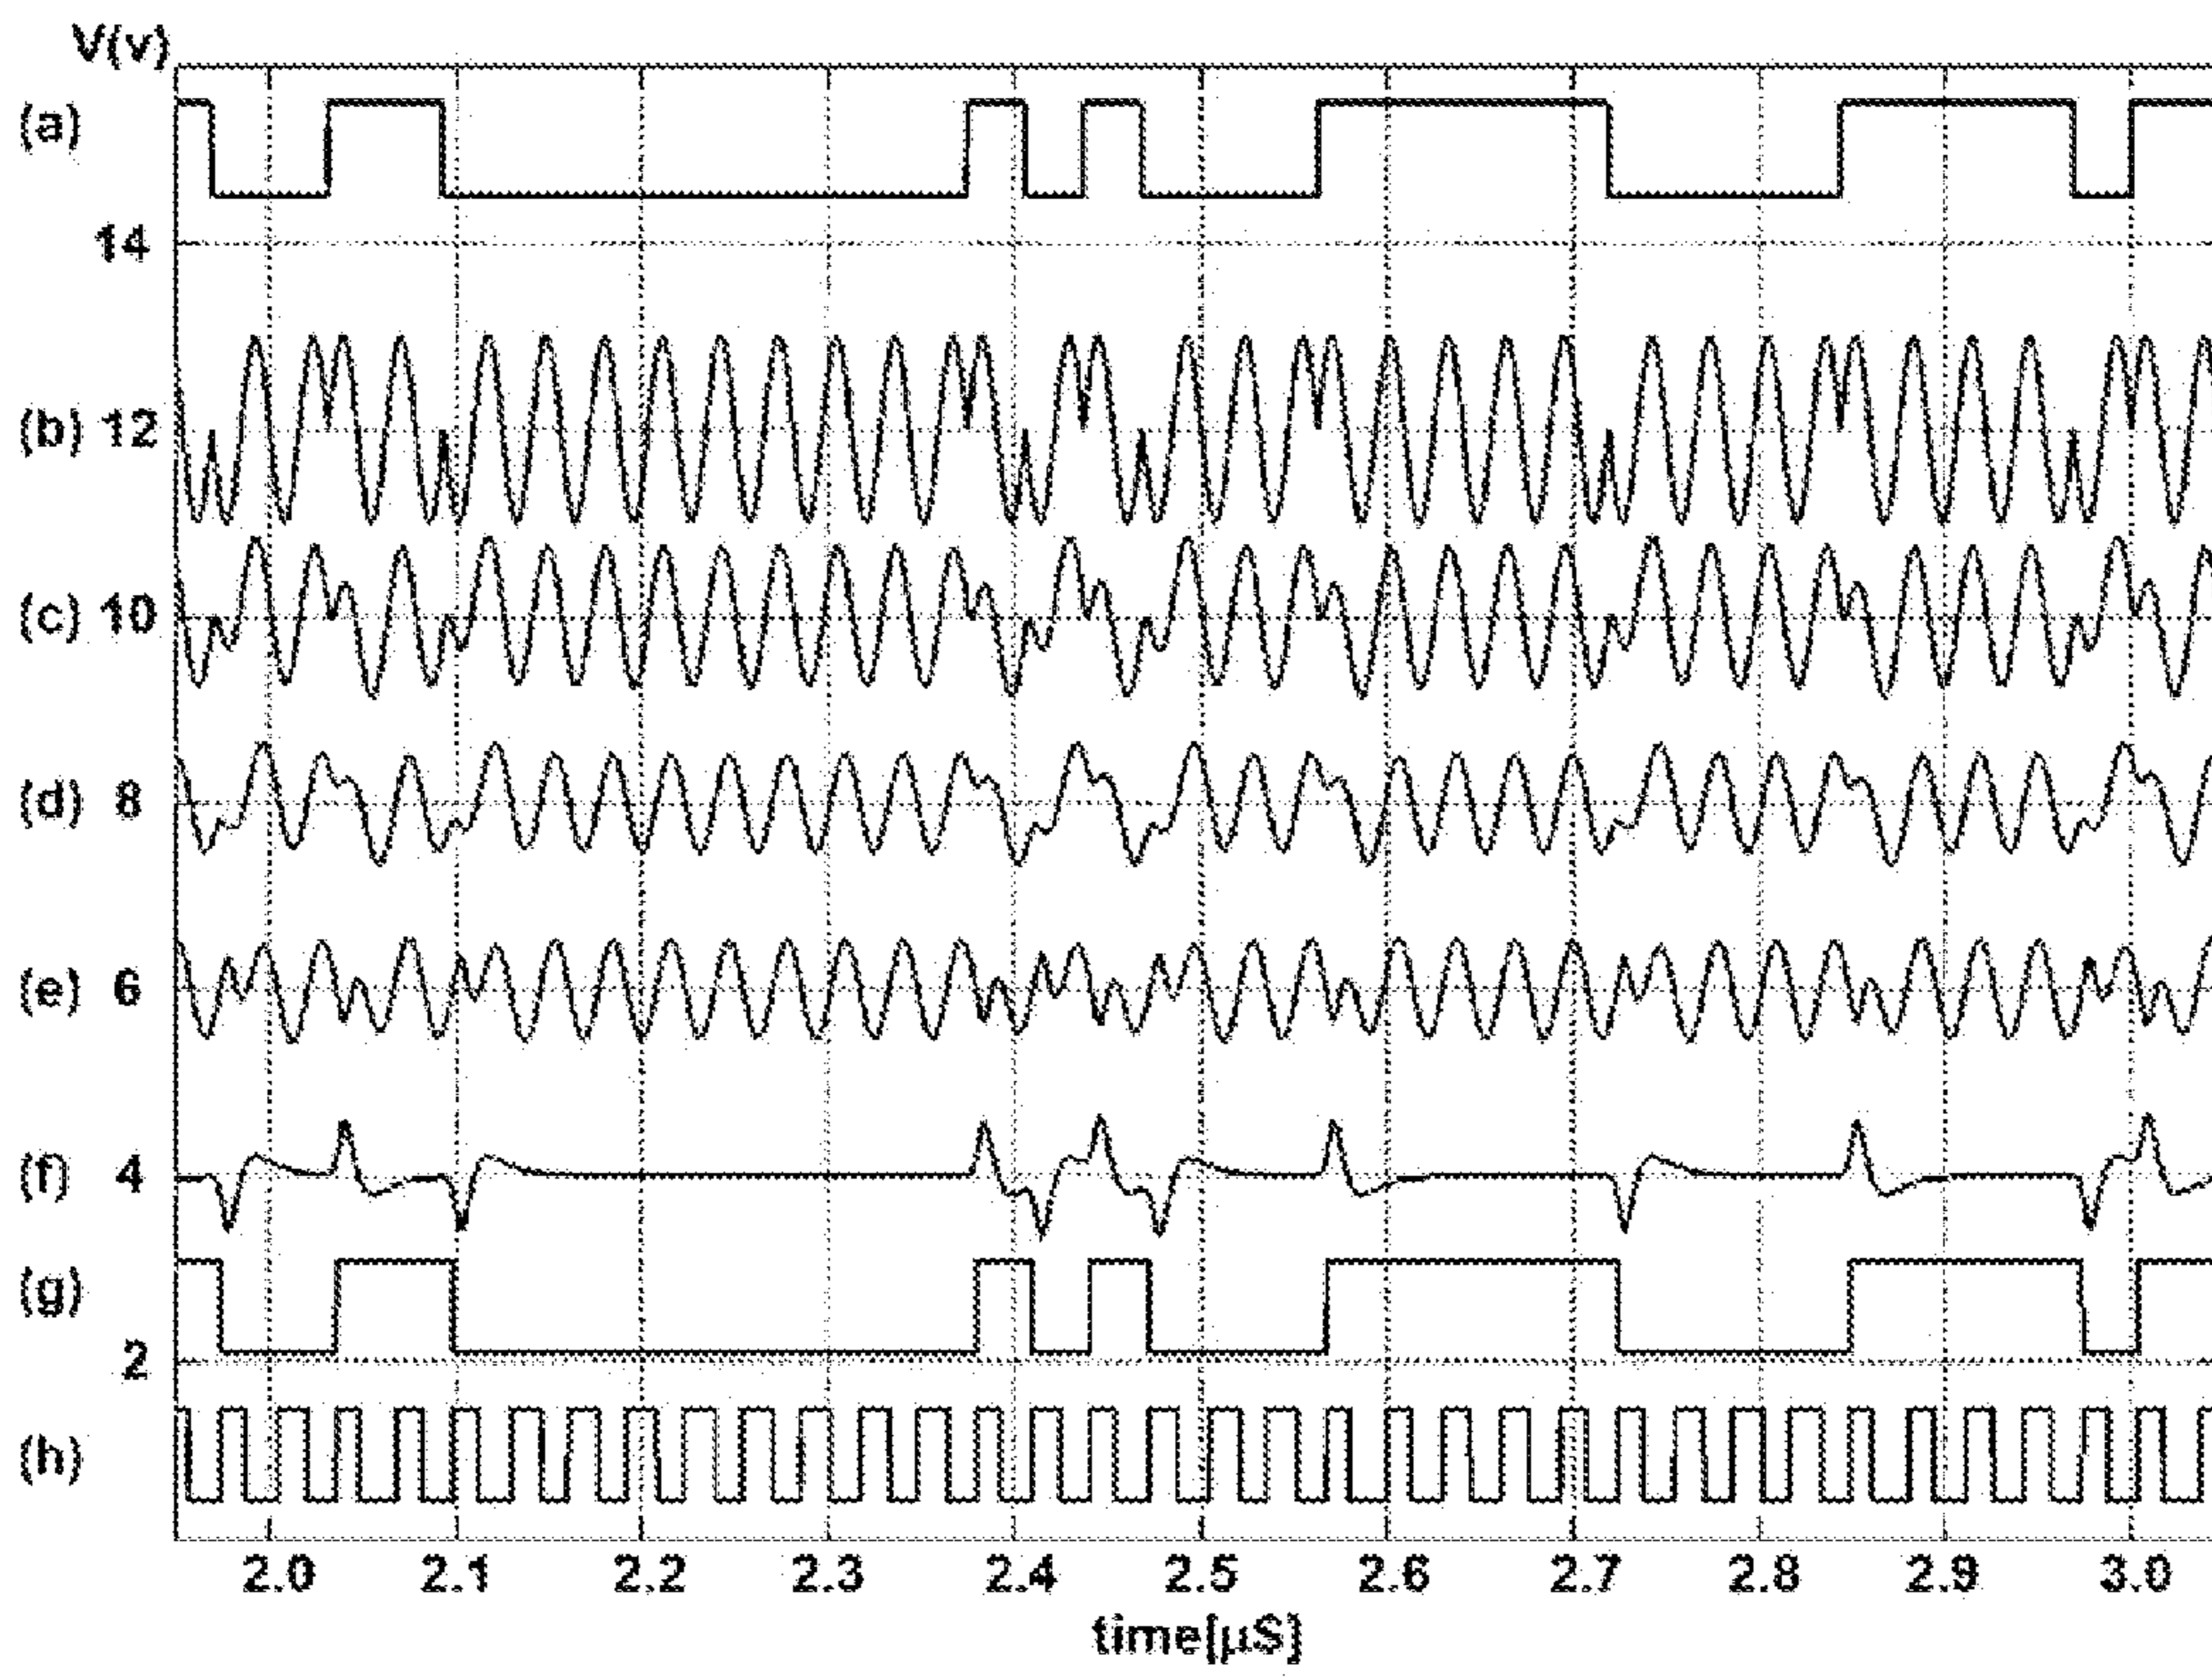 V(v)
(a)
14
(b) 12
(c) 10
(d) 8
(e) 6
(f) 4
(g)
2
(h)
2.0 2.1 2.2 2.3 2.4 2.5 2.6 2.7 2.8 2.9 3.0
time[μS]